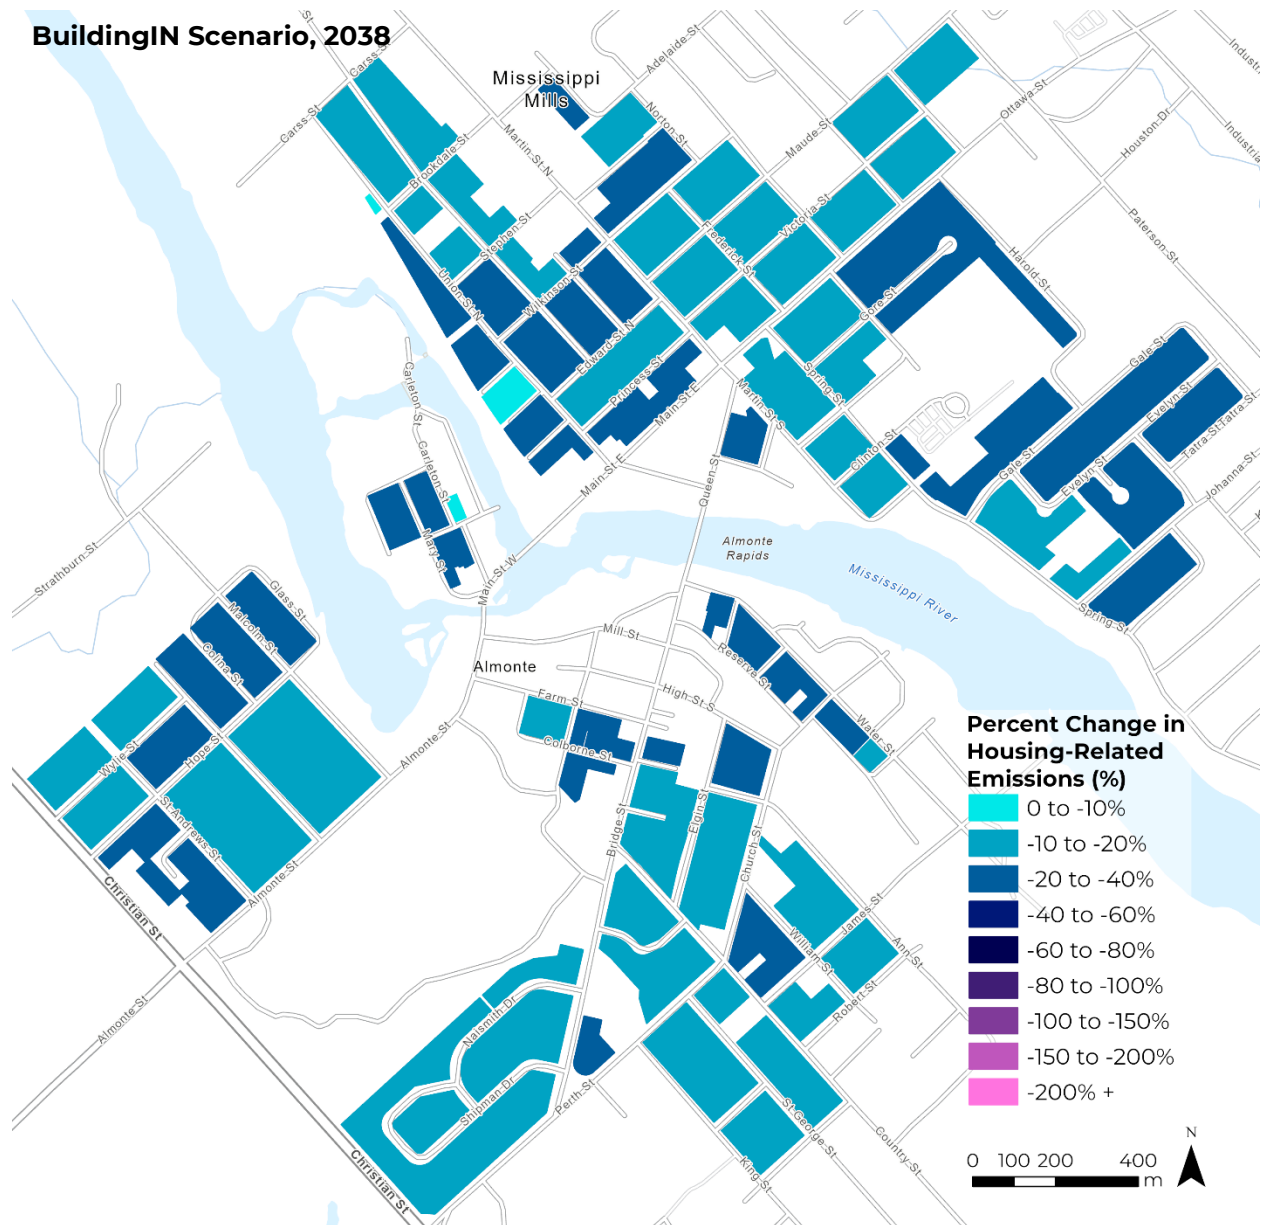 BuildingIN Scenario, 2038
Carss St
Carss St
Adelaide St
Mississippi
Mills
Norton St
Ottawa St
Houston Dr
Maude St
Brookdale St
Martin St N
Paterson St
Victoria St
Stephen St
Frederick St
Harold St
Union St N
Wilkinson St
Gore St
Edward St N
Princess St
Gale St
Carleton St
Main St E
Martin St S
Spring St
Evelyn St
Tatra St
Tatra St
Clinton St
Carleton St
Main St E
Queen St
Gale St
Evelyn St
Johanna St
Mary St
Almonte
Rapids
Strathburn St
Main St W
Mississippi River
Glass St
Malcolm St
Mill St
Spring St
Colina St
Almonte
Reserve St
Farm St
High St S
Water St
Wylie St
Hope St
Almonte St
Colborne St
St Andrews St
Bridge St
Elgin St
Church St
Almonte St
Christian St
James St
William St
Ann St
Almonte St
Naismith Dr
Robert St
Shipman Dr
Perth St
St George St
Country St
Christian St
King St
Percent Change in
Housing-Related
Emissions (%)
0 to -10%
-10 to -20%
-20 to -40%
-40 to -60%
-60 to -80%
-80 to -100%
-100 to -150%
-150 to -200%
-200% +
N
0 100 200 400
m